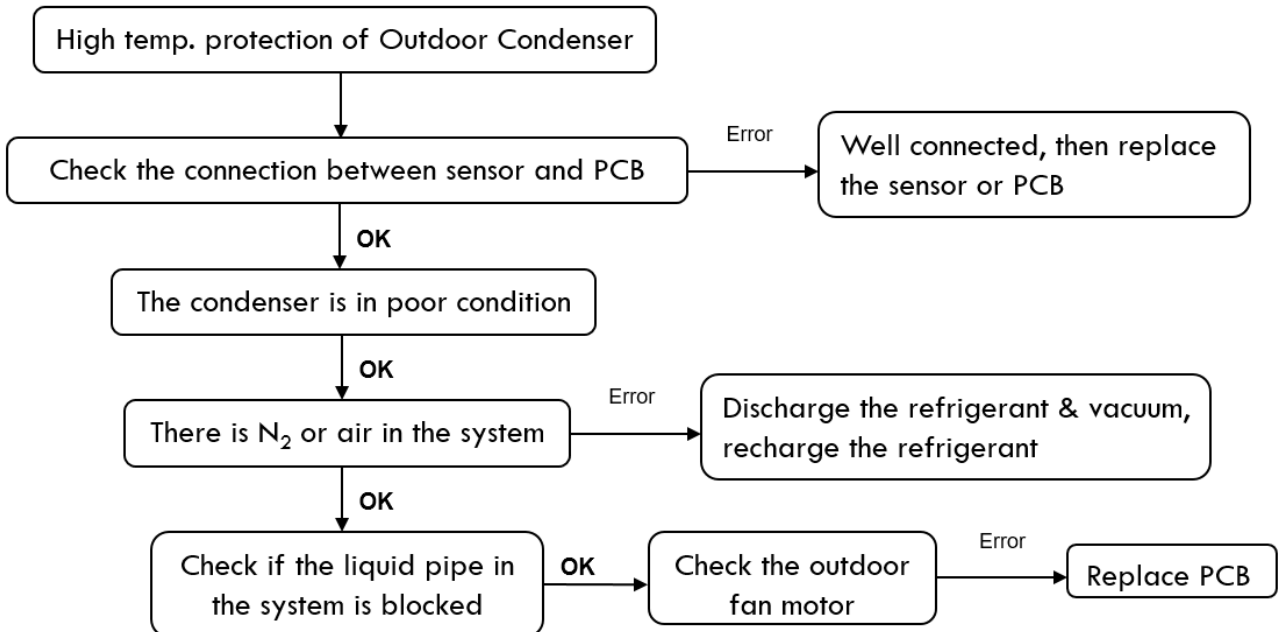 High temp. protection of Outdoor Condenser
Check the connection between sensor and PCB
Error
Well connected, then replace
the sensor or PCB
OK
The condenser is in poor condition
OK
There is N₂ or air in the system
Error
Discharge the refrigerant & vacuum,
recharge the refrigerant
OK
Check if the liquid pipe in
the system is blocked
OK
Check the outdoor
fan motor
Error
Replace PCB